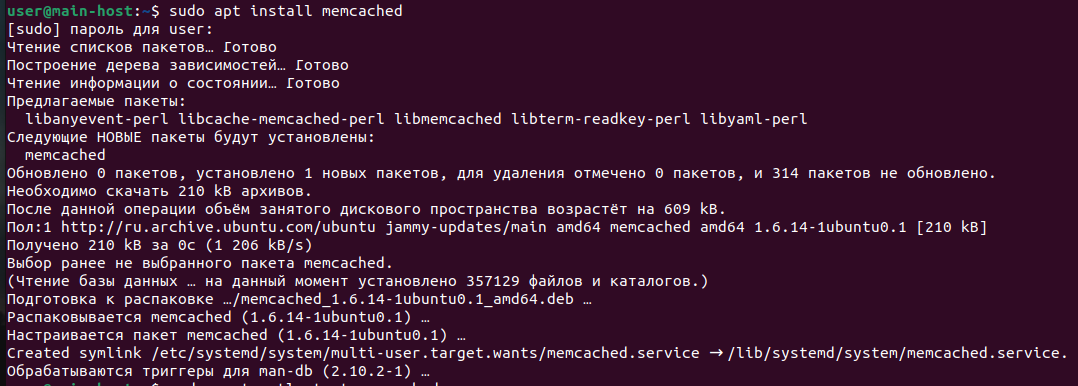 user@main-host:~$ sudo apt install memcached
[sudo] пароль для user:
Чтение списков пакетов… Готово
Построение дерева зависимостей… Готово
Чтение информации о состоянии… Готово
Предлагаемые пакеты:
libanyevent-perl libcache-memcached-perl libmemcached libterm-readkey-perl libyaml-perl
Следующие НОВЫЕ пакеты будут установлены:
memcached
Обновлено 0 пакетов, установлено 1 новых пакетов, для удаления отмечено 0 пакетов, и 314 пакетов не обновлено.
Необходимо скачать 210 kB архивов.
После данной операции объём занятого дискового пространства возрастёт на 609 kB.
Пол:1 http://ru.archive.ubuntu.com/ubuntu jammy-updates/main amd64 memcached amd64 1.6.14-1ubuntu0.1 [210 kB]
Получено 210 kB за 0с (1 206 kB/s)
Выбор ранее не выбранного пакета memcached.
(Чтение базы данных … на данный момент установлено 357129 файлов и каталогов.)
Подготовка к распаковке …/memcached_1.6.14-1ubuntu0.1_amd64.deb …
Распаковывается memcached (1.6.14-1ubuntu0.1) …
Настраивается пакет memcached (1.6.14-1ubuntu0.1) …
Created symlink /etc/systemd/system/multi-user.target.wants/memcached.service → /lib/systemd/system/memcached.service.
Обрабатываются триггеры для man-db (2.10.2-1) …